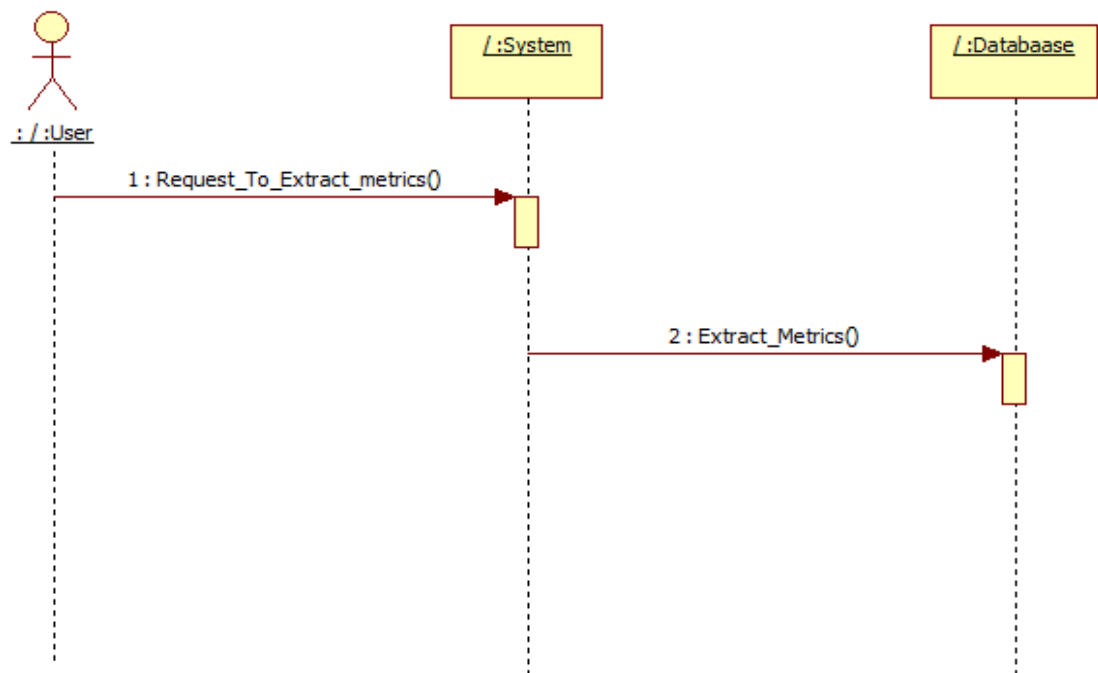 / :System
/ :Databaase
: / :User
1 : Request_To_Extract_metrics()
2 : Extract_Metrics()